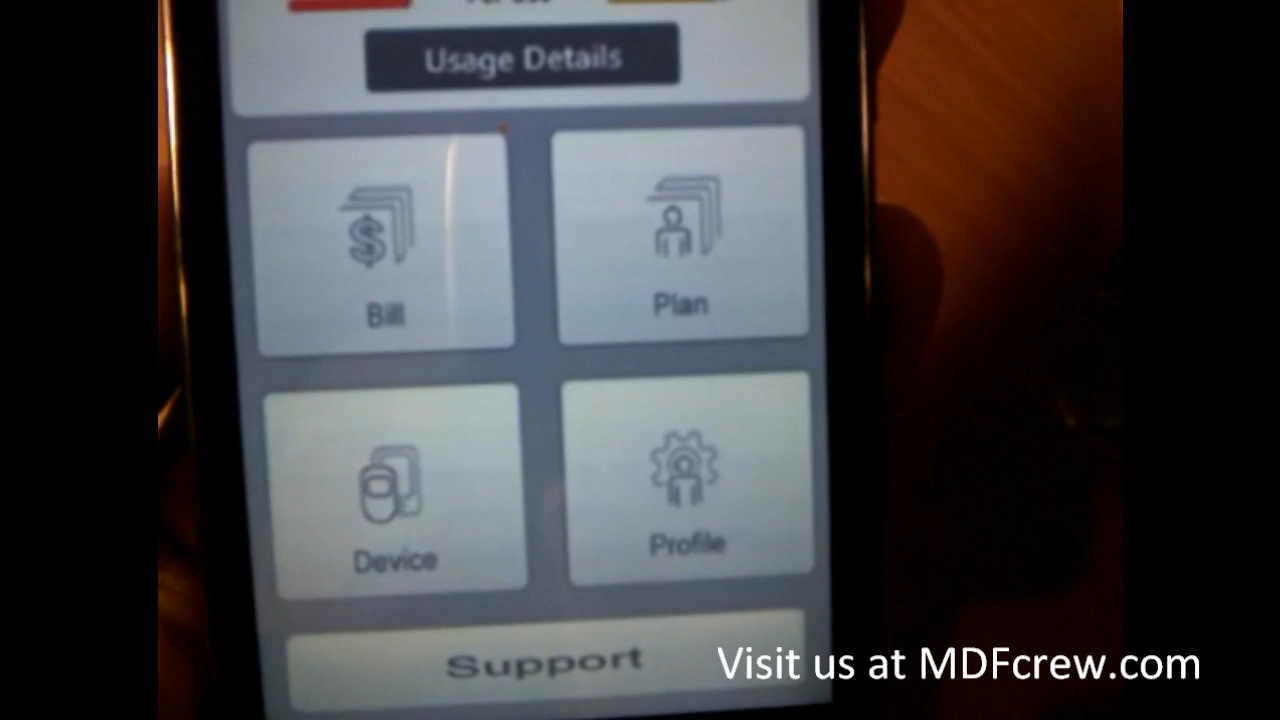 Usage Details
Bill
Plan
Device
Profile
Support
Visit us at MDFcrew.com